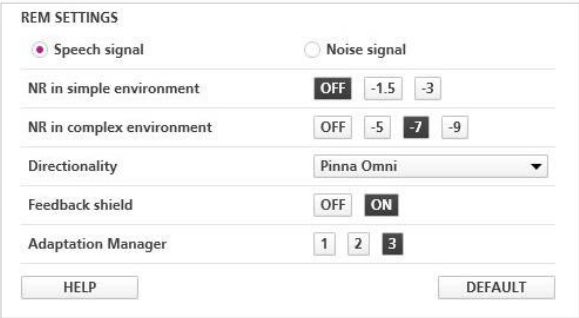 REM SETTINGS
Speech signal Noise signal
NR in simple environment OFF -1.5 -3
NR in complex environment OFF -5 -7 -9
Directionality Pinna Omni
Feedback shield OFF ON
Adaptation Manager 1 2 3
HELP DEFAULT